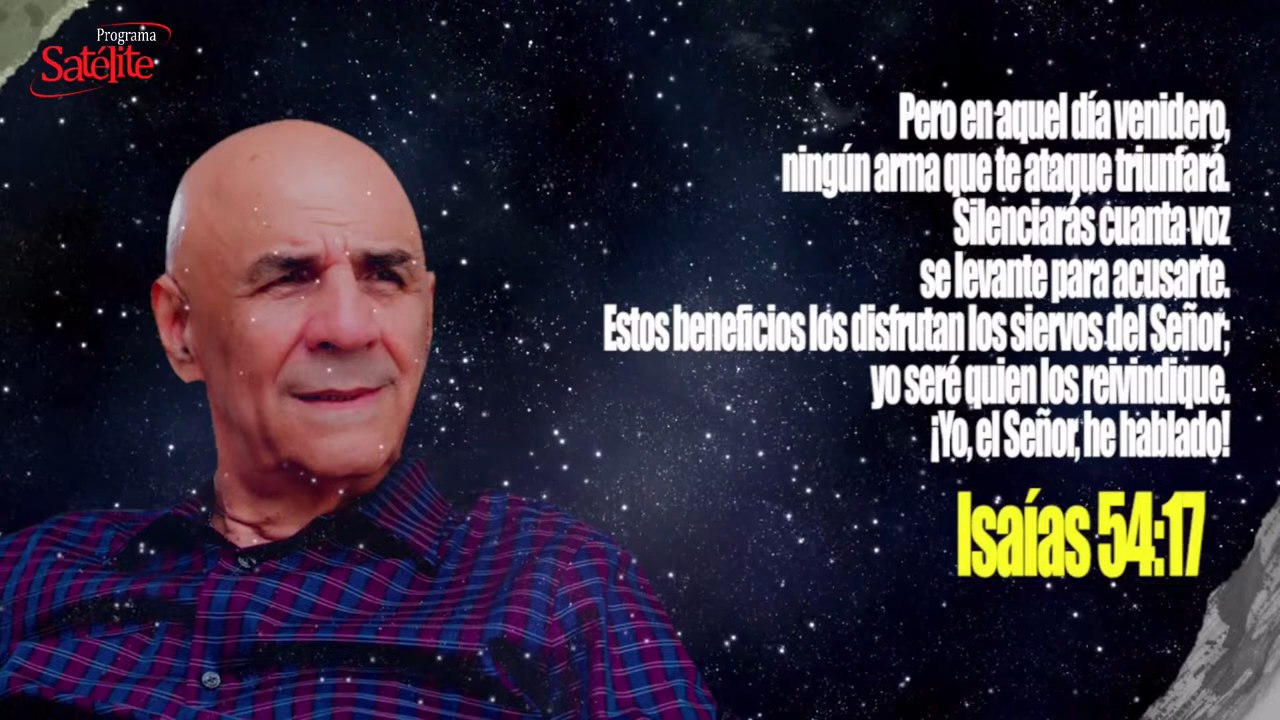 Programa
Satélite
Pero en aquel día venidero,
ningún arma que te ataque triunfará.
Silenciarás cuanta voz
se levante para acusarte.
Estos beneficios los disfrutan los siervos del Señor;
yo seré quien los reivindique.
¡Yo, el Señor, he hablado!
Isaías 54:17